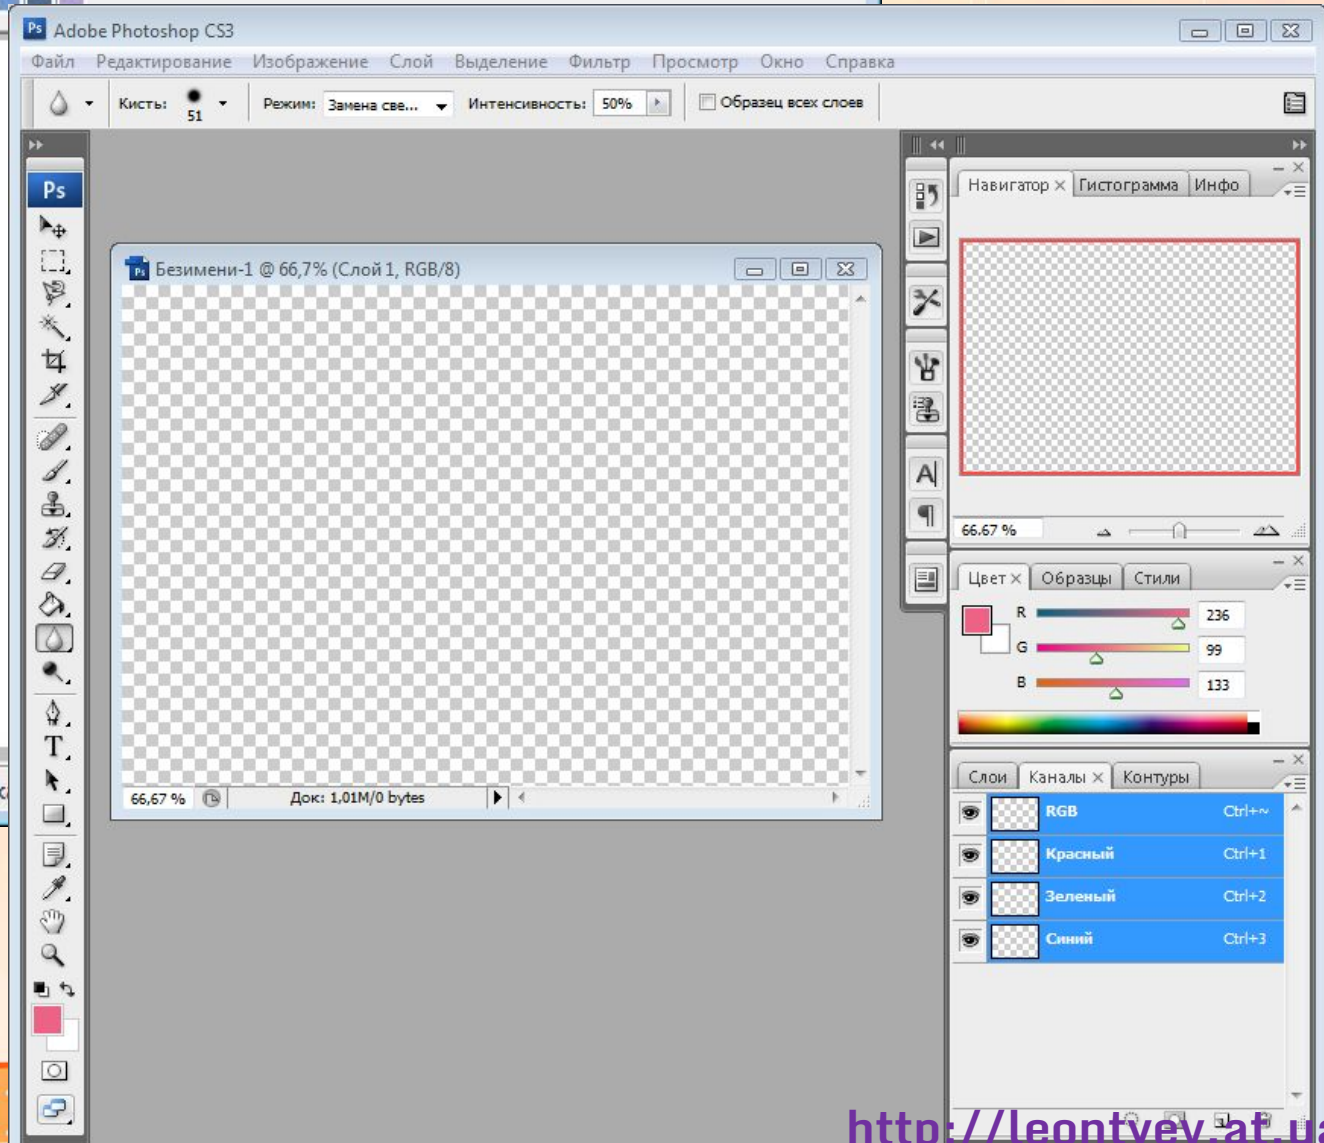 Ps Adobe Photoshop CS3
Файл Редактирование Изображение Слой Выделение Фильтр Просмотр Окно Справка
Кисть: 51 Режим: Замена све... Интенсивность: 50% Образец всех слоев
Ps
Навигатор Гистограмма Инфо
Безимени-1 @ 66,7% (Слой 1, RGB/8)
66.67 %
Цвет Образцы Стили
R 236
G 99
B 133
Слои Каналы Контуры
66,67 % Док: 1,01M/0 bytes
RGB Ctrl+~
Красный Ctrl+1
Зеленый Ctrl+2
Синий Ctrl+3
http://leontyev.at.ua